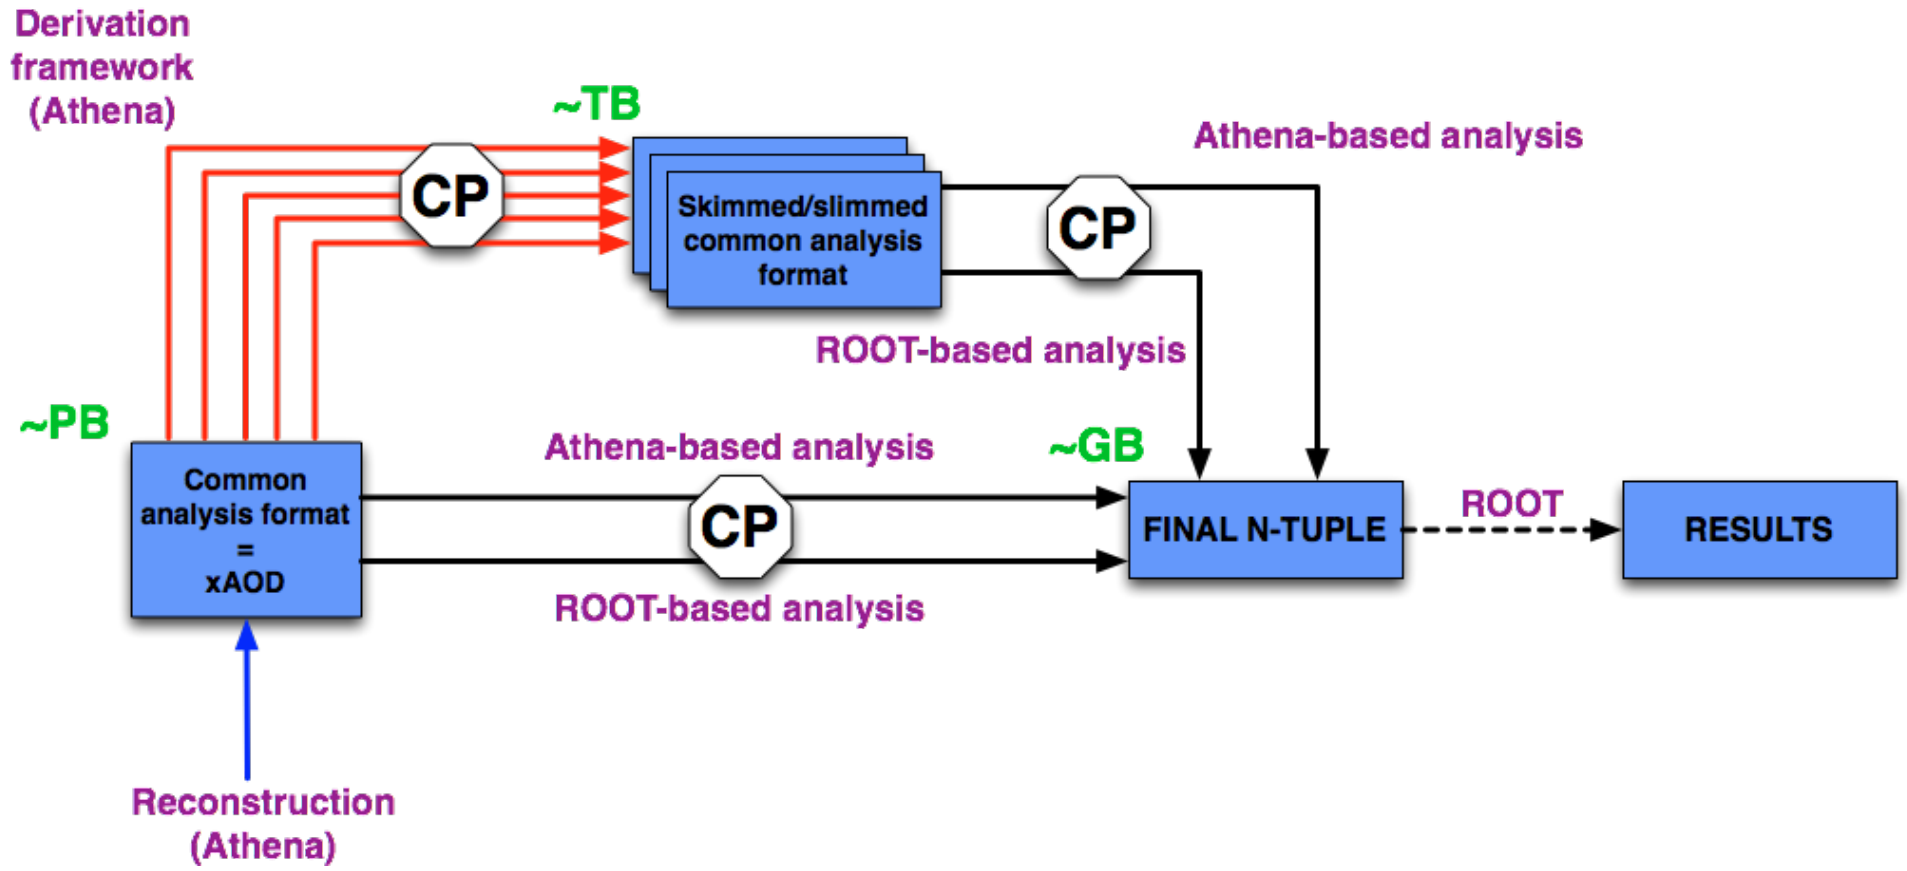 Derivation
framework
(Athena)
~TB
CP
Skimmed/slimmed
common analysis
format
CP
Athena-based analysis
ROOT-based analysis
~PB
Common
analysis format
=
xAOD
Athena-based analysis
CP
ROOT-based analysis
~GB
FINAL N-TUPLE
ROOT
RESULTS
Reconstruction
(Athena)